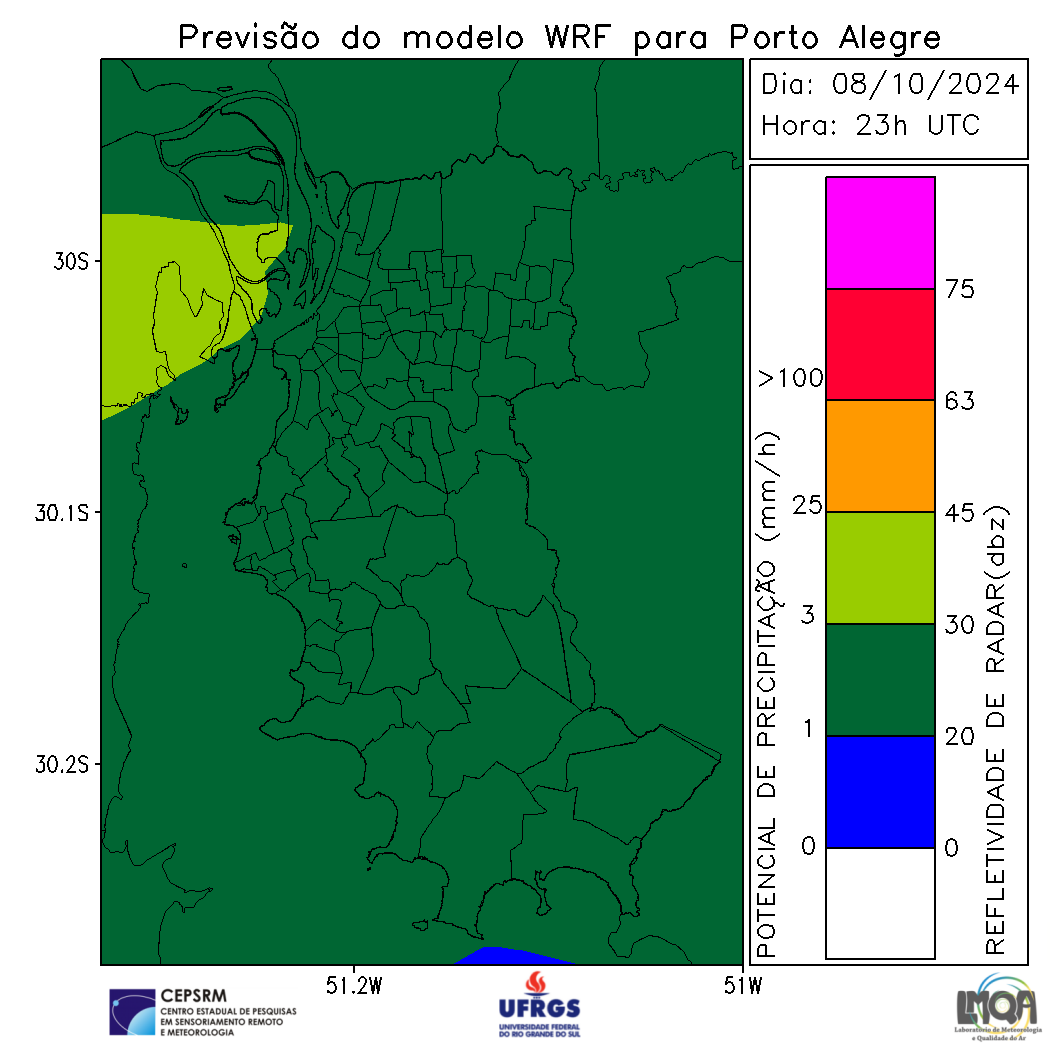 Previsão do modelo WRF para Porto Alegre
Dia: 08/10/2024
Hora: 23h UTC
30S
30.1S
30.2S
51.2W
51W
POTENCIAL DE PRECIPITAÇÃO (mm/h)
>100
25
3
1
0
75
63
45
30
20
0
REFLETIVIDADE DE RADAR(dbz)
CEPSRM
CENTRO ESTADUAL DE PESQUISAS
EM SENSORIAMENTO REMOTO
E METEOROLOGIA
UFRGS
UNIVERSIDADE FEDERAL
DO RIO GRANDE DO SUL
LMQA
Laboratório de Meteorologia
e Qualidade do Ar